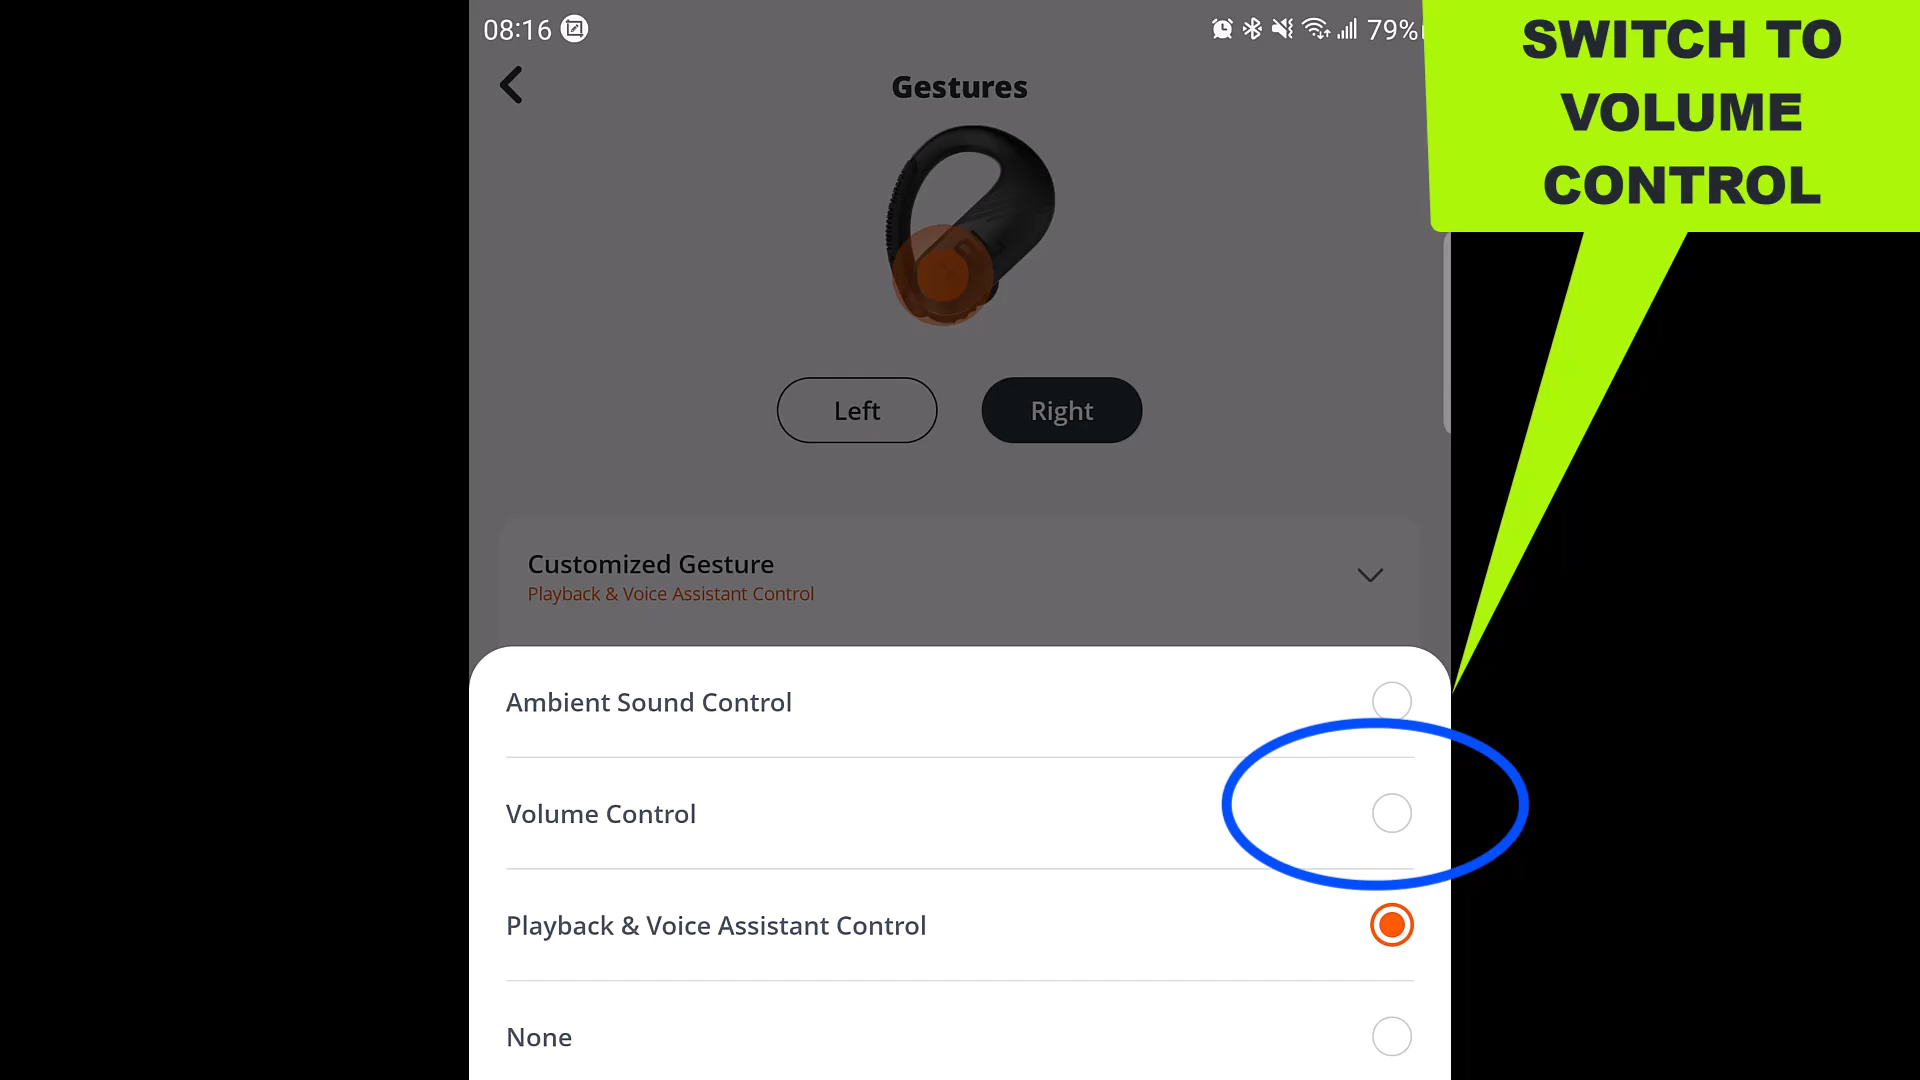 08:16
79%
SWITCH TO
VOLUME
CONTROL
Gestures
Left
Right
Customized Gesture
Playback & Voice Assistant Control
Ambient Sound Control
Volume Control
Playback & Voice Assistant Control
None